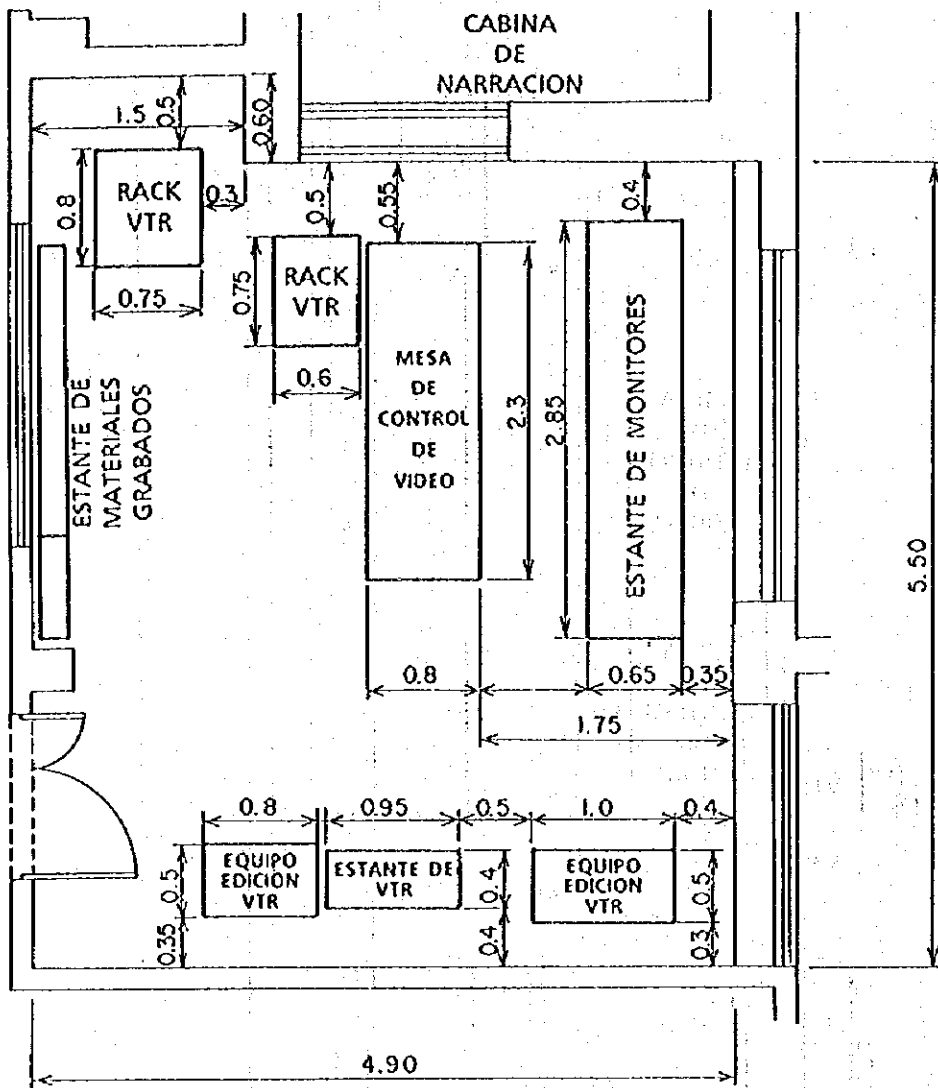 CABINA
DE
NARRACION
1.5
0.5
0.60
RACK
VTR
0.8
0.3
0.75
0.5
0.55
0.4
RACK
VTR
0.75
0.6
MESA
DE
CONTROL
DE
VIDEO
2.3
2.85
ESTANTE DE MONITORES
ESTANTE DE
MATERIALES
GRABADOS
5.50
0.8
0.65
0.35
1.75
0.8
0.95
0.5
1.0
0.4
EQUIPO
EDICION
VTR
0.5
0.35
ESTANTE DE
VTR
0.4
0.4
EQUIPO
EDICION
VTR
0.5
0.3
4.90